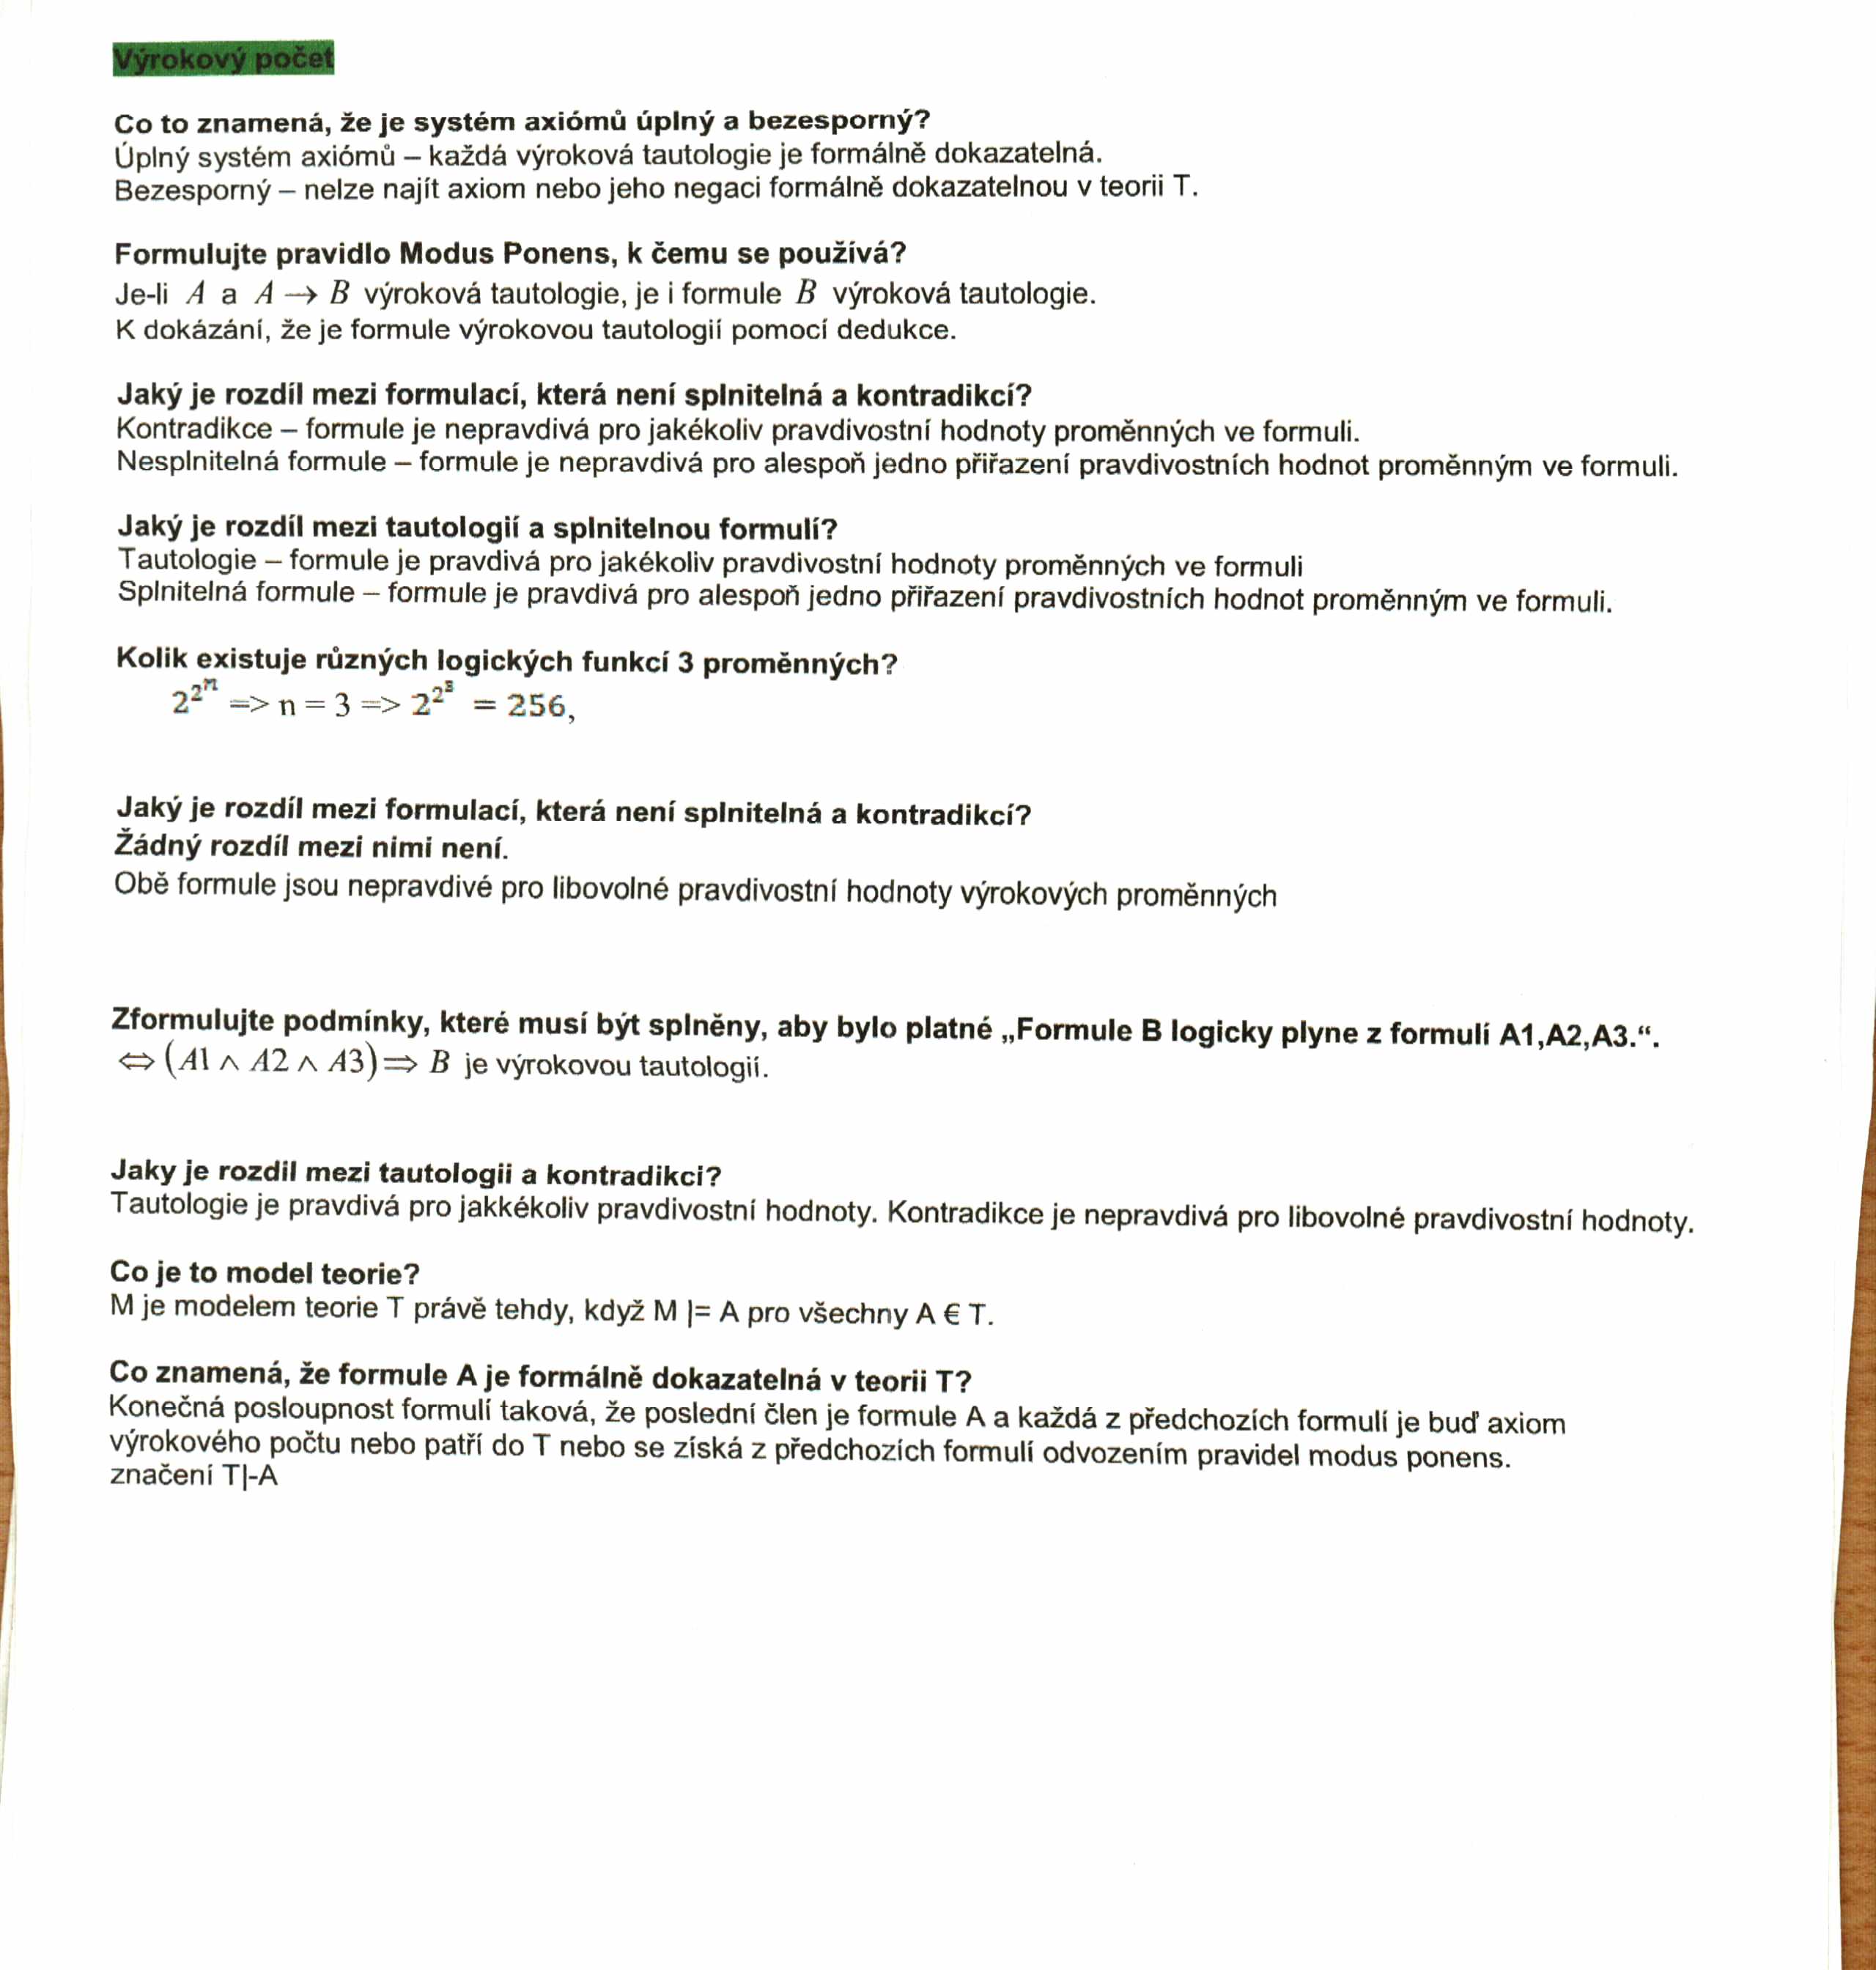 Výrokový počet
Co to znamená, že je systém axiómů úplný a bezesporný?
Úplný systém axiómů – každá výroková tautologie je formálně dokazatelná.
Bezesporný – nelze najít axiom nebo jeho negaci formálně dokazatelnou v teorii T.
Formulujte pravidlo Modus Ponens, k čemu se používá?
Je-li A a A → B výroková tautologie, je i formule B výroková tautologie.
K dokázání, že je formule výrokovou tautologií pomocí dedukce.
Jaký je rozdíl mezi formulací, která není splnitelná a kontradikcí?
Kontradikce – formule je nepravdivá pro jakékoliv pravdivostní hodnoty proměnných ve formuli.
Nesplnitelná formule – formule je nepravdivá pro alespoň jedno přiřazení pravdivostních hodnot proměnným ve formuli.
Jaký je rozdíl mezi tautologií a splnitelnou formulí?
Tautologie – formule je pravdivá pro jakékoliv pravdivostní hodnoty proměnných ve formuli
Splnitelná formule – formule je pravdivá pro alespoň jedno přiřazení pravdivostních hodnot proměnným ve formuli.
Kolik existuje různých logických funkcí 3 proměnných?
2^{2^n} => n = 3 => 2^{2^3} = 256,
Jaký je rozdíl mezi formulací, která není splnitelná a kontradikcí?
Žádný rozdíl mezi nimi není.
Obě formule jsou nepravdivé pro libovolné pravdivostní hodnoty výrokových proměnných
Zformulujte podmínky, které musí být splněny, aby bylo platné „Formule B logicky plyne z formulí A1,A2,A3.“.
⇔ (A1 ∧ A2 ∧ A3) ⇒ B je výrokovou tautologií.
Jaky je rozdil mezi tautologii a kontradikci?
Tautologie je pravdivá pro jakkékoliv pravdivostní hodnoty. Kontradikce je nepravdivá pro libovolné pravdivostní hodnoty.
Co je to model teorie?
M je modelem teorie T právě tehdy, když M |= A pro všechny A € T.
Co znamená, že formule A je formálně dokazatelná v teorii T?
Konečná posloupnost formulí taková, že poslední člen je formule A a každá z předchozích formulí je buď axiom
výrokového počtu nebo patří do T nebo se získá z předchozích formulí odvozením pravidel modus ponens.
značení T|-A